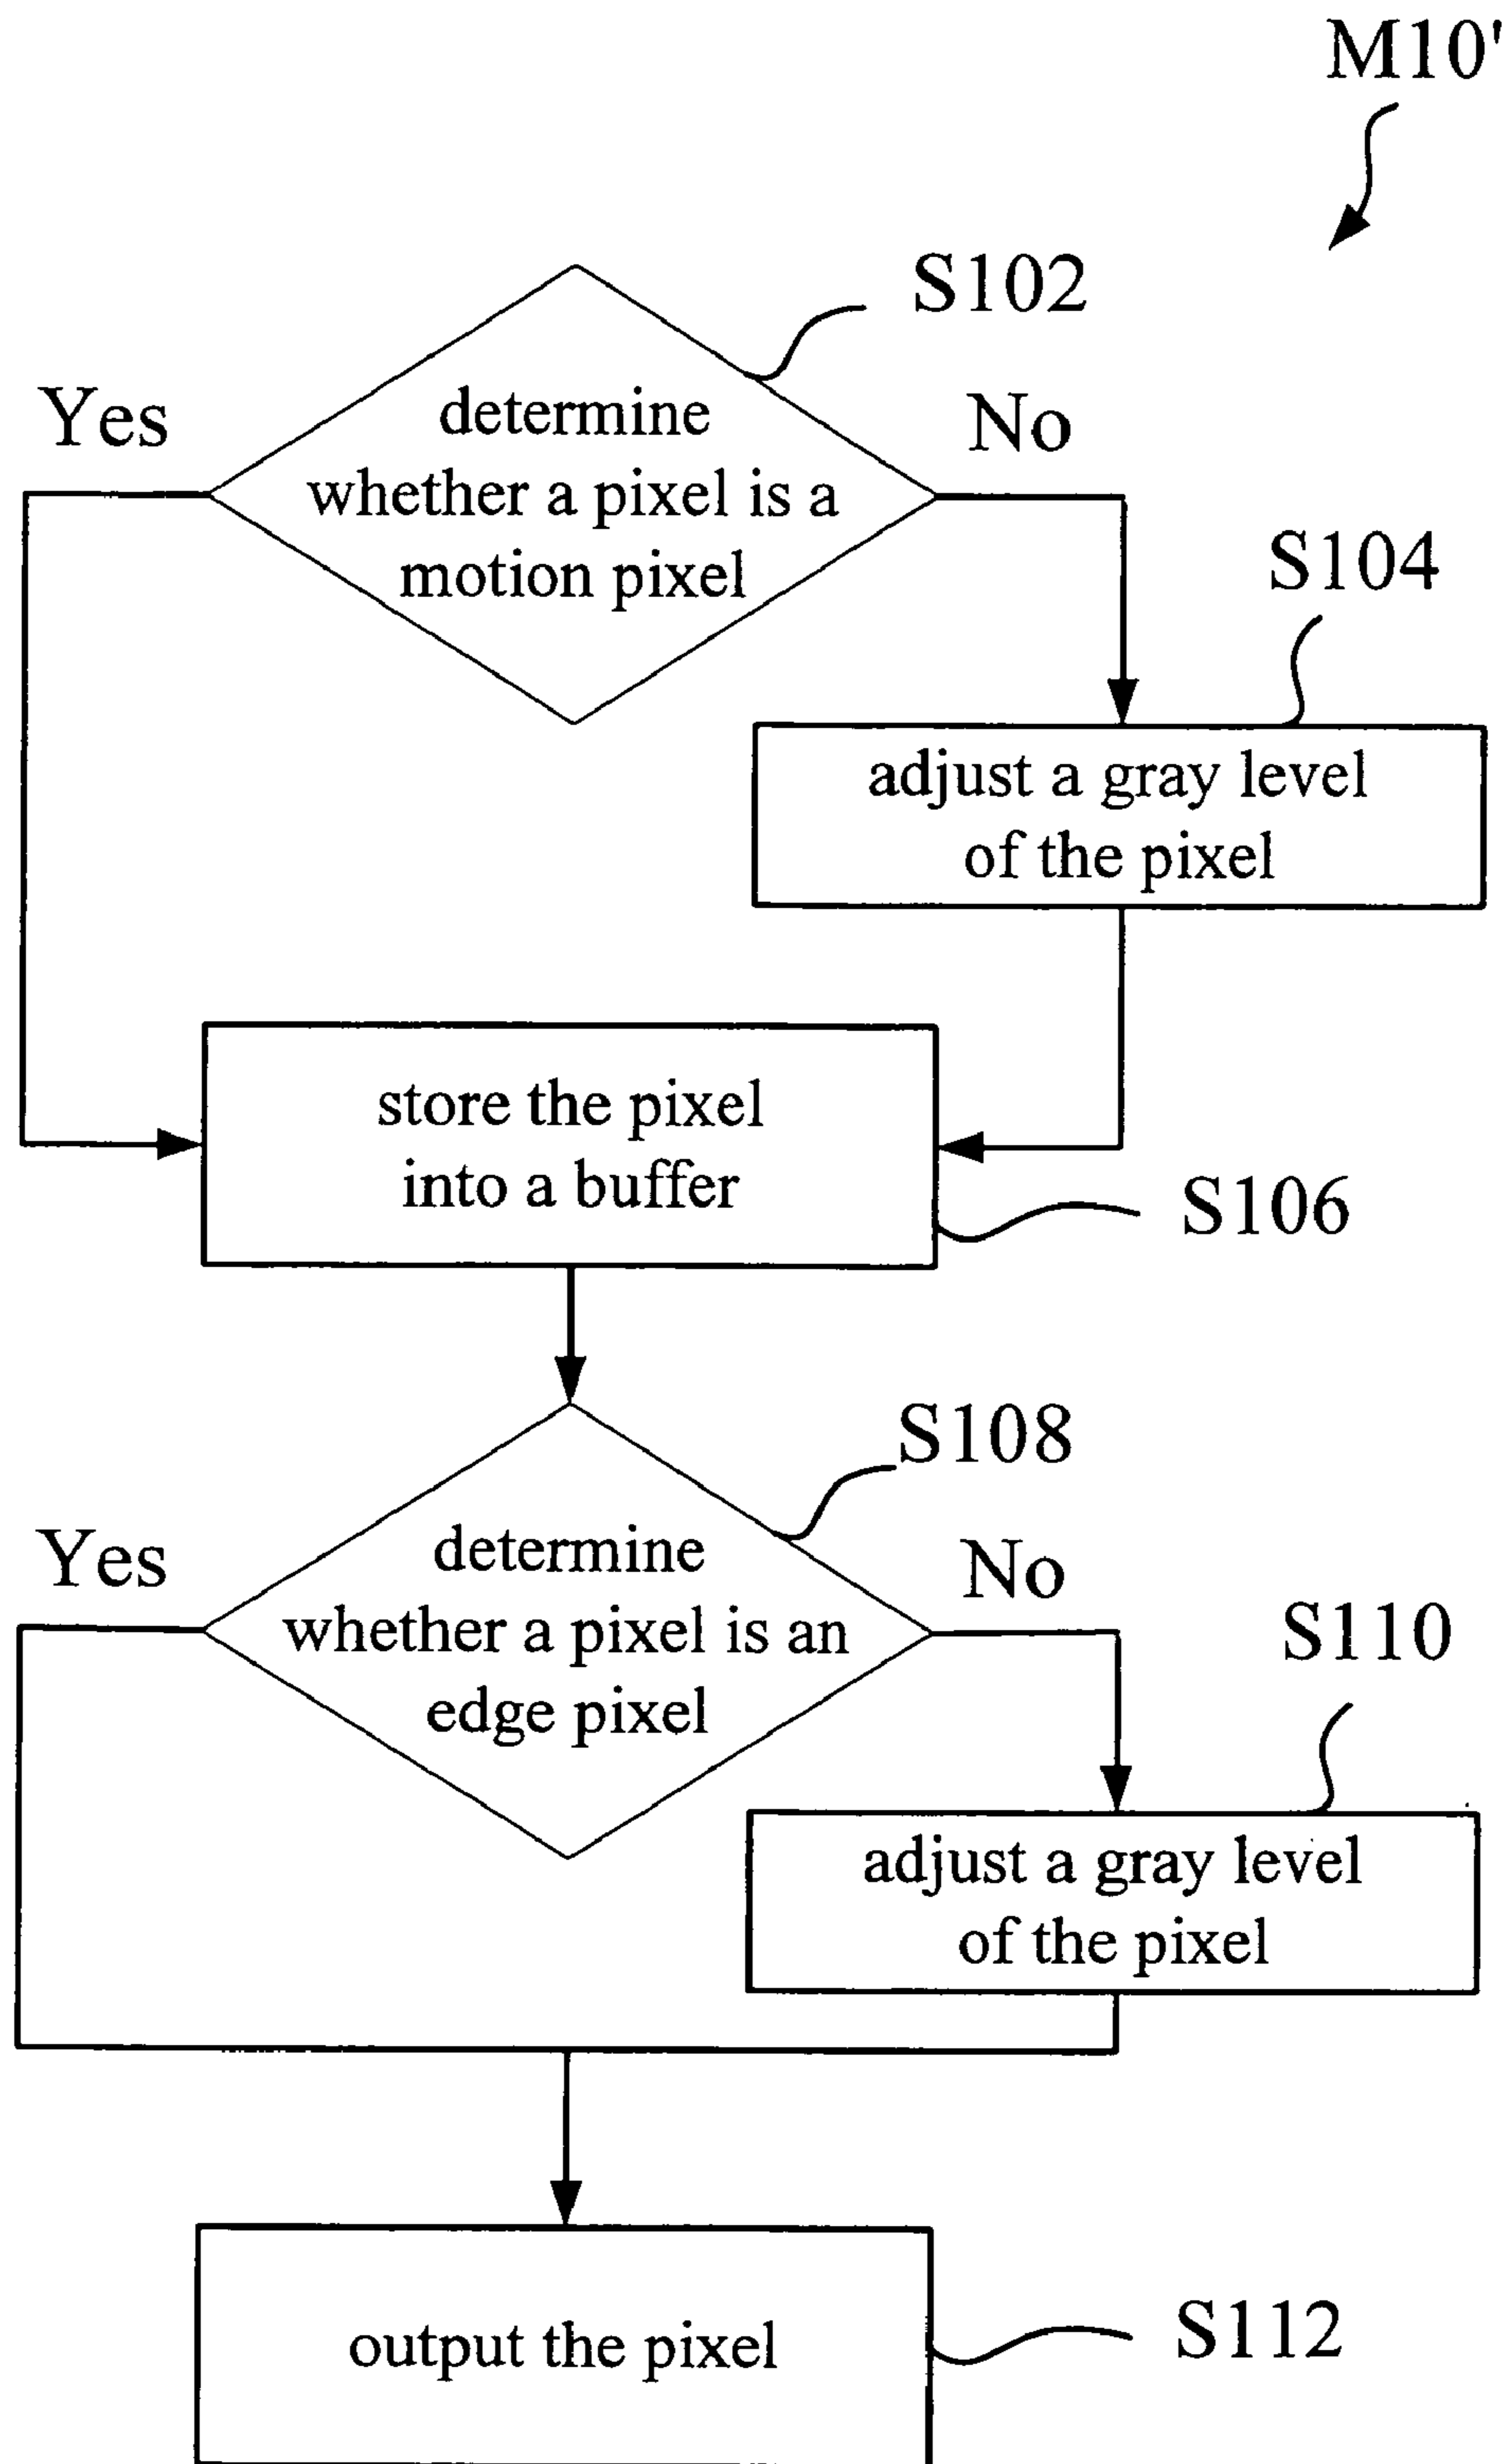 M10'
S102
Yes
No
determine
whether a pixel is a
motion pixel
S104
adjust a gray level
of the pixel
store the pixel
into a buffer
S106
S108
Yes
No
determine
whether a pixel is an
edge pixel
S110
adjust a gray level
of the pixel
output the pixel
S112